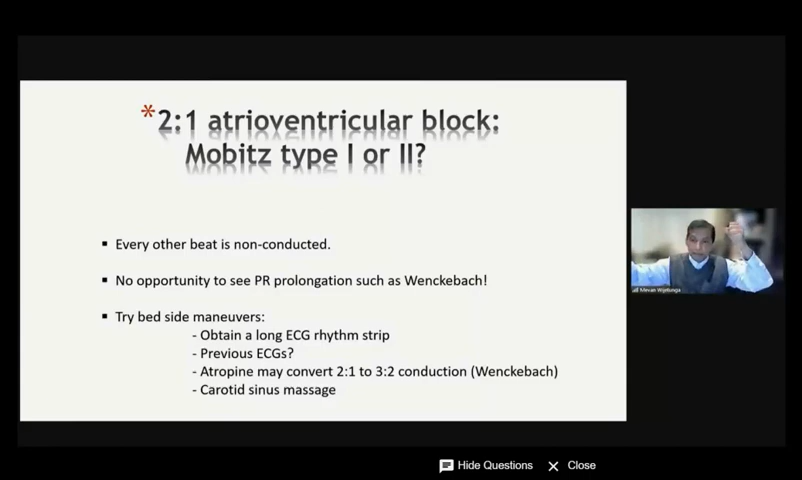 *2:1 atrioventricular block:
Mobitz type I or II?
▪ Every other beat is non-conducted.
▪ No opportunity to see PR prolongation such as Wenckebach!
▪ Try bed side maneuvers:
- Obtain a long ECG rhythm strip
- Previous ECGs?
- Atropine may convert 2:1 to 3:2 conduction (Wenckebach)
- Carotid sinus massage
Mevan Wijetunga
Hide Questions
Close